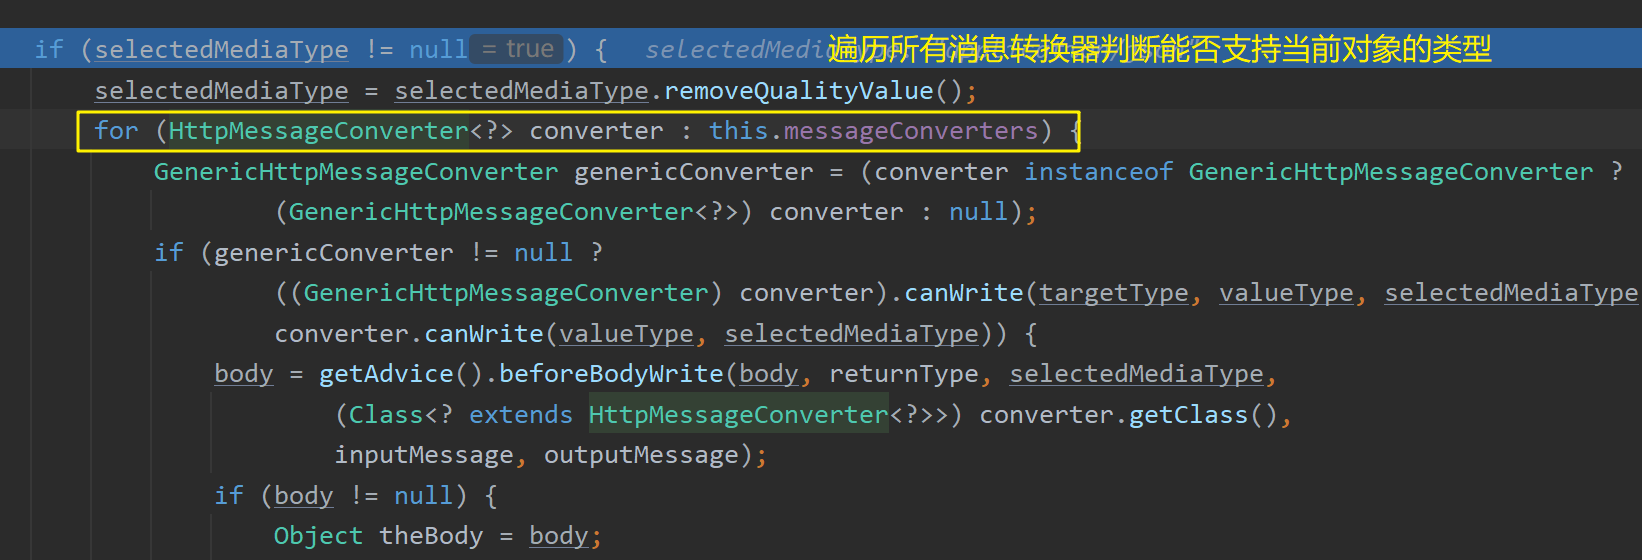 if (selectedMediaType != null = true ) { selectedMedia 遍历所有消息转换器判断能否支持当前对象的类型
selectedMediaType = selectedMediaType.removeQualityValue();
for (HttpMessageConverter<?> converter : this.messageConverters) {
GenericHttpMessageConverter genericConverter = (converter instanceof GenericHttpMessageConverter ?
(GenericHttpMessageConverter<?>) converter : null);
if (genericConverter != null ?
((GenericHttpMessageConverter) converter).canWrite(targetType, valueType, selectedMediaType
converter.canWrite(valueType, selectedMediaType)) {
body = getAdvice().beforeBodyWrite(body, returnType, selectedMediaType,
(Class<? extends HttpMessageConverter<?>>) converter.getClass(),
inputMessage, outputMessage);
if (body != null) {
Object theBody = body;